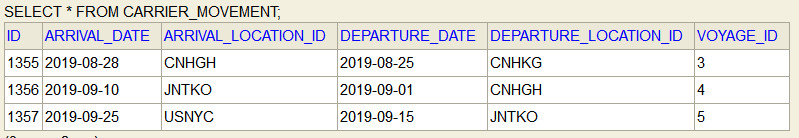 SELECT * FROM CARRIER_MOVEMENT;
ID ARRIVAL_DATE ARRIVAL_LOCATION_ID DEPARTURE_DATE DEPARTURE_LOCATION_ID VOYAGE_ID
1355 2019-08-28 CNHGH 2019-08-25 CNHKG 3
1356 2019-09-10 JNTKO 2019-09-01 CNHGH 4
1357 2019-09-25 USNYC 2019-09-15 JNTKO 5